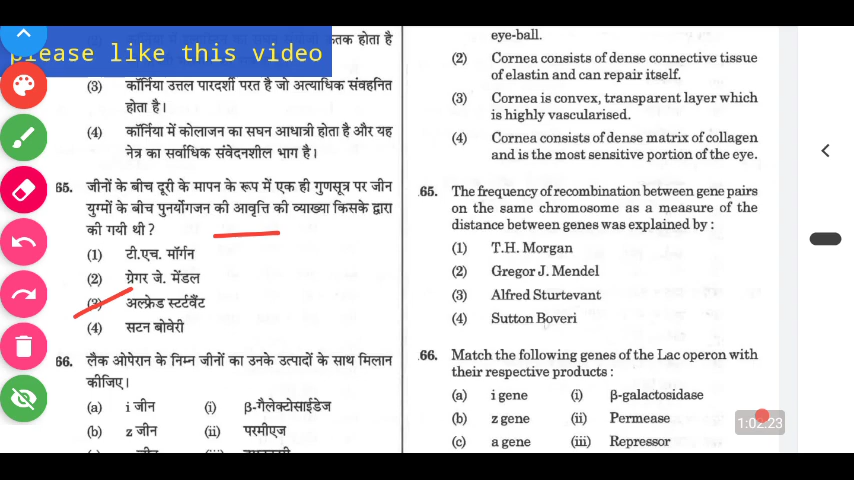 please like this video
तक होता है
(3) कॉर्निया उत्तल पारदर्शी परत है जो अत्याधिक संवहनित
होता है।
(4) कॉर्निया में कोलाजन का सघन आधात्री होता है और यह
नेत्र का सर्वाधिक संवेदनशील भाग है।
65. जीनों के बीच दूरी के मापन के रूप में एक ही गुणसूत्र पर जीन
युग्मों के बीच पुनर्योगजन की आवृत्ति की व्याख्या किसके द्वारा
की गयी थी ?
(1) टी.एच. मॉर्गन
(2) ग्रेगर जे. मेंडल
(3) अल्फ्रेड स्टर्टवैंट
(4) सटन बोवेरी
66. लैक ओपेरान के निम्न जीनों का उनके उत्पादों के साथ मिलान
कीजिए।
(a) i जीन (i) β-गैलेक्टोसाईडेज
(b) z जीन (ii) परमीएज
eye-ball.
(2) Cornea consists of dense connective tissue
of elastin and can repair itself.
(3) Cornea is convex, transparent layer which
is highly vascularised.
(4) Cornea consists of dense matrix of collagen
and is the most sensitive portion of the eye.
65. The frequency of recombination between gene pairs
on the same chromosome as a measure of the
distance between genes was explained by :
(1) T.H. Morgan
(2) Gregor J. Mendel
(3) Alfred Sturtevant
(4) Sutton Boveri
66. Match the following genes of the Lac operon with
their respective products :
(a) i gene (i) β-galactosidase
(b) z gene (ii) Permease
(c) a gene (iii) Repressor
1:02:23